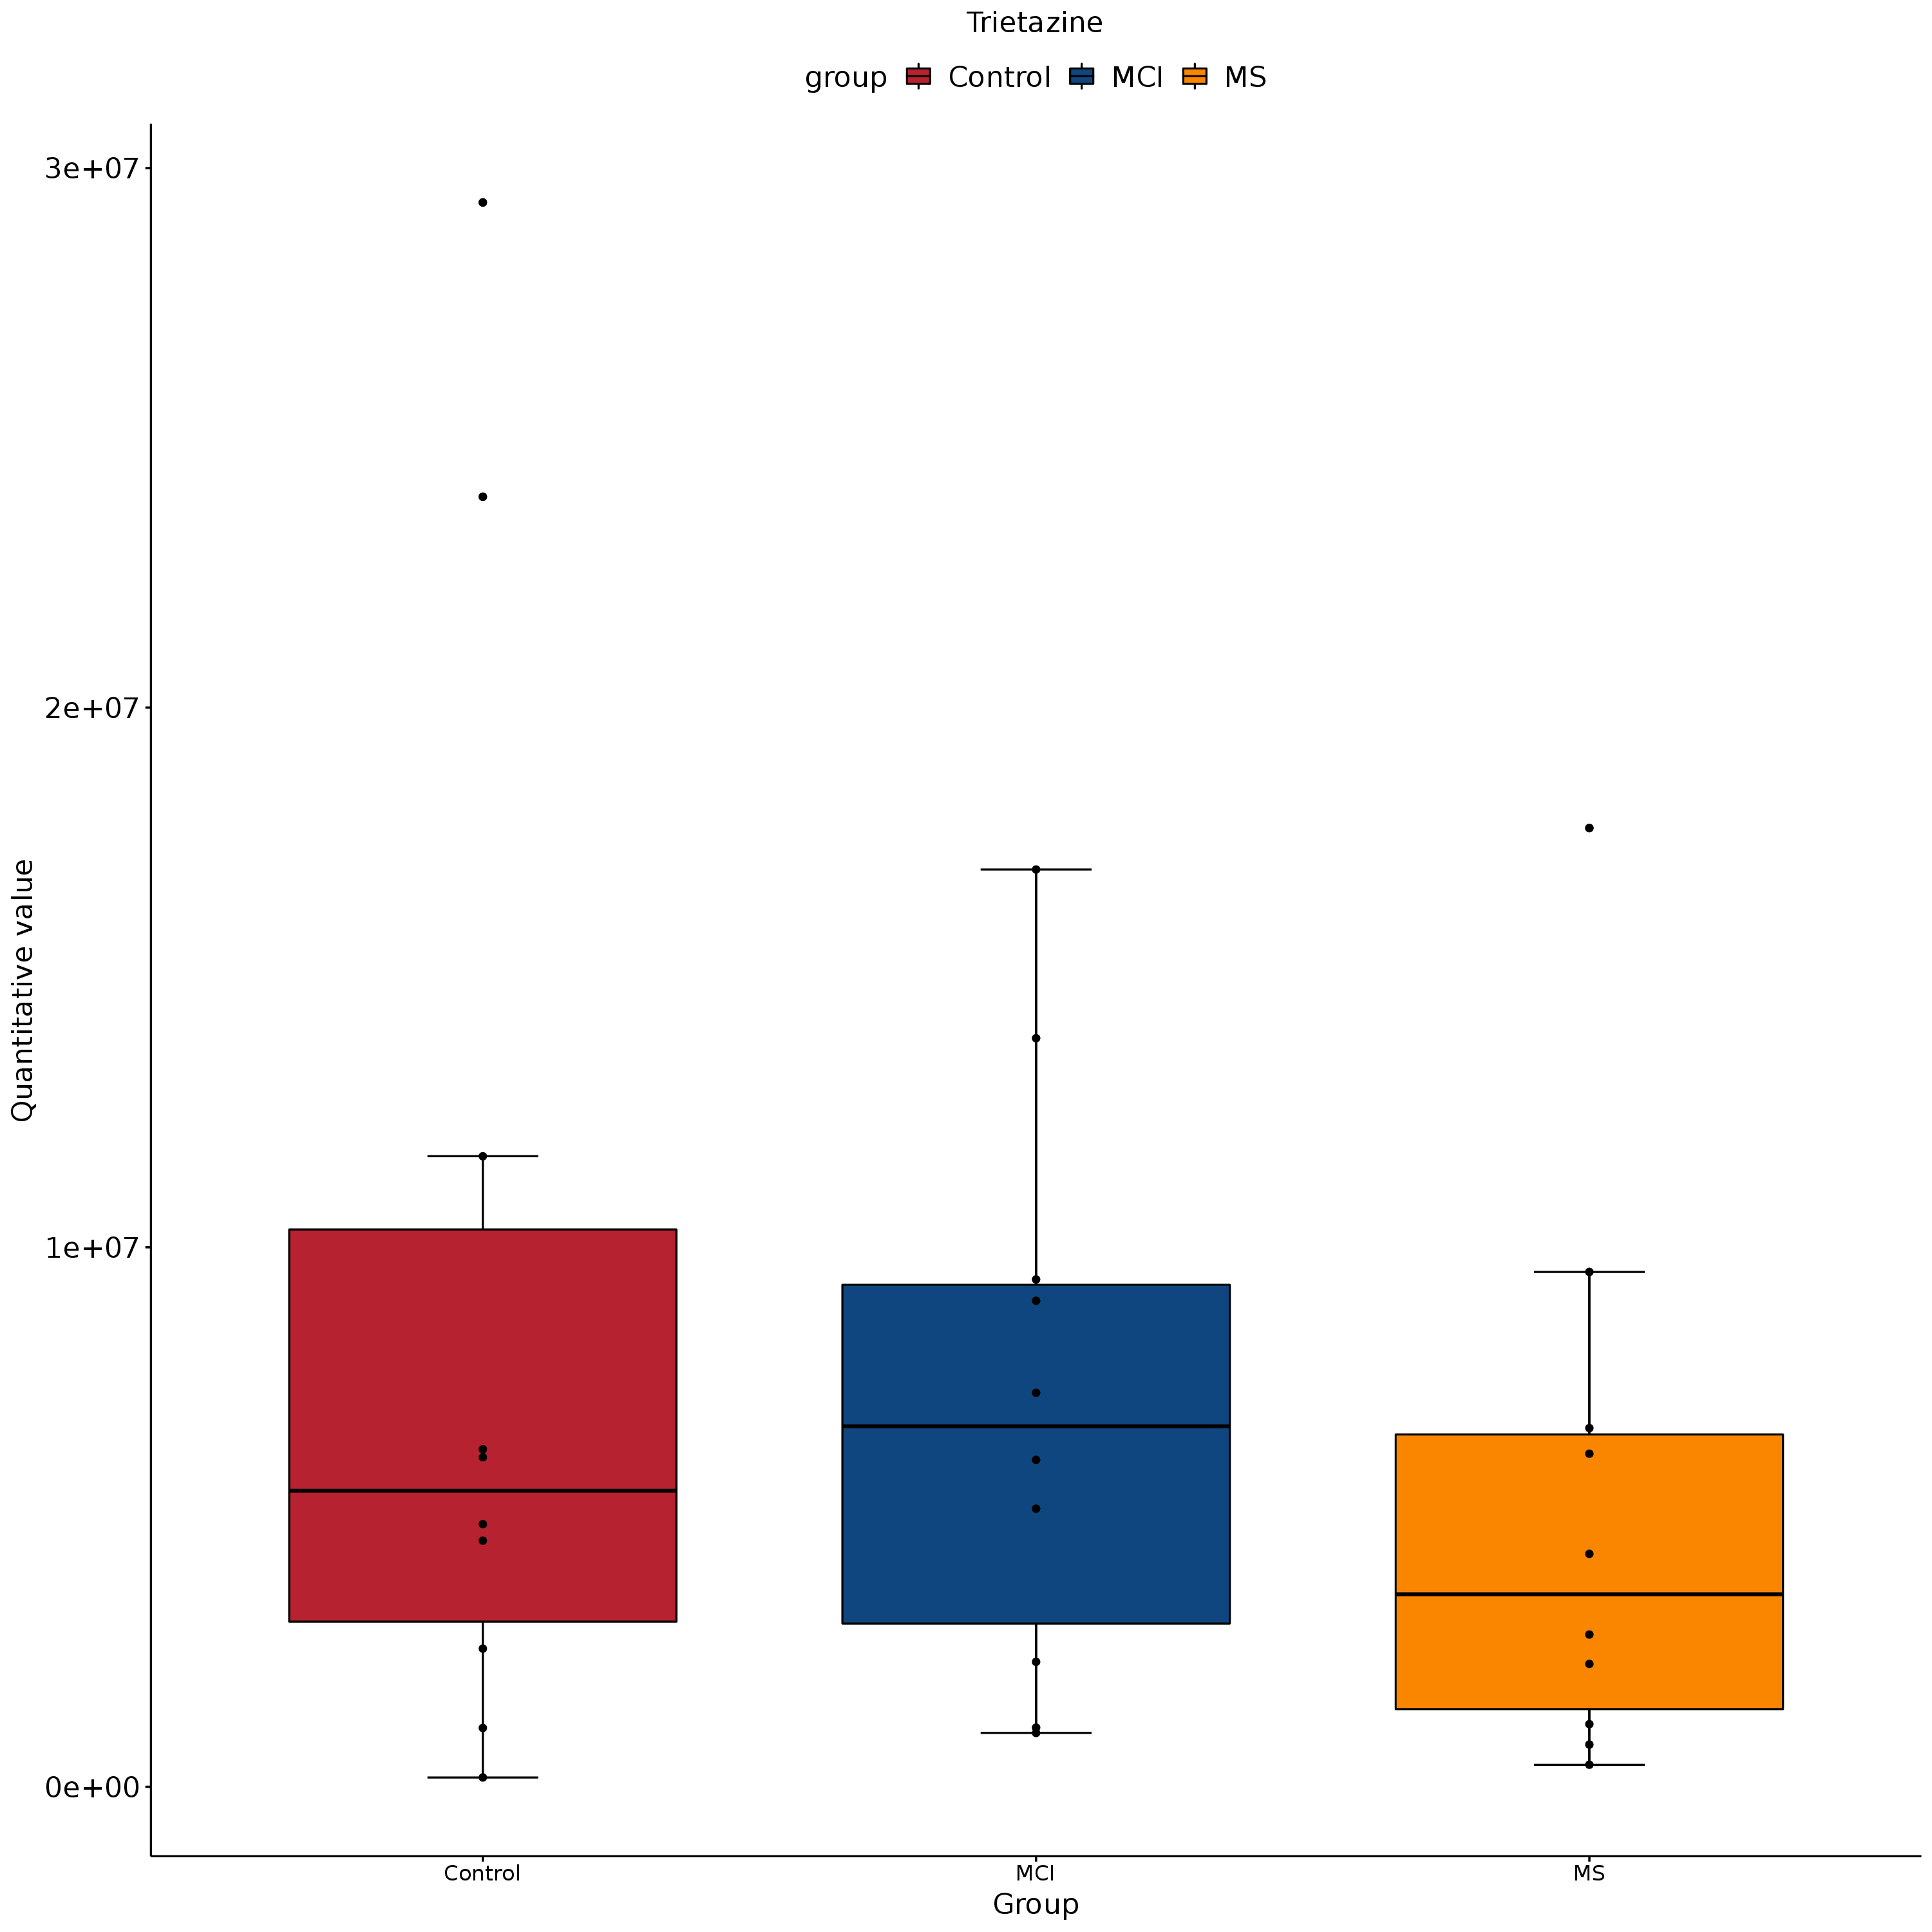 Trietazine
group Control MCI MS
3e+07
2e+07
1e+07
0e+00
Quantitative value
Control MCI MS
Group